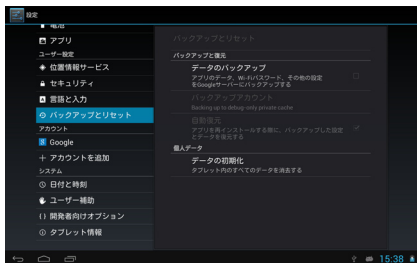 設定
電池
アプリ
ユーザー設定
位置情報サービス
セキュリティ
言語と入力
バックアップとリセット
アカウント
Google
アカウントを追加
システム
日付と時刻
ユーザー補助
開発者向けオプション
タブレット情報
バックアップとリセット
バックアップと復元
データのバックアップ
アプリのデータ、Wi-Fiパスワード、その他の設定
をGoogleサーバーにバックアップする
バックアップアカウント
Backing up to debug-only private cache
自動復元
アプリを再インストールする際に、バックアップした設定
とデータを復元する
個人データ
データの初期化
タブレット内のすべてのデータを消去する
15:38